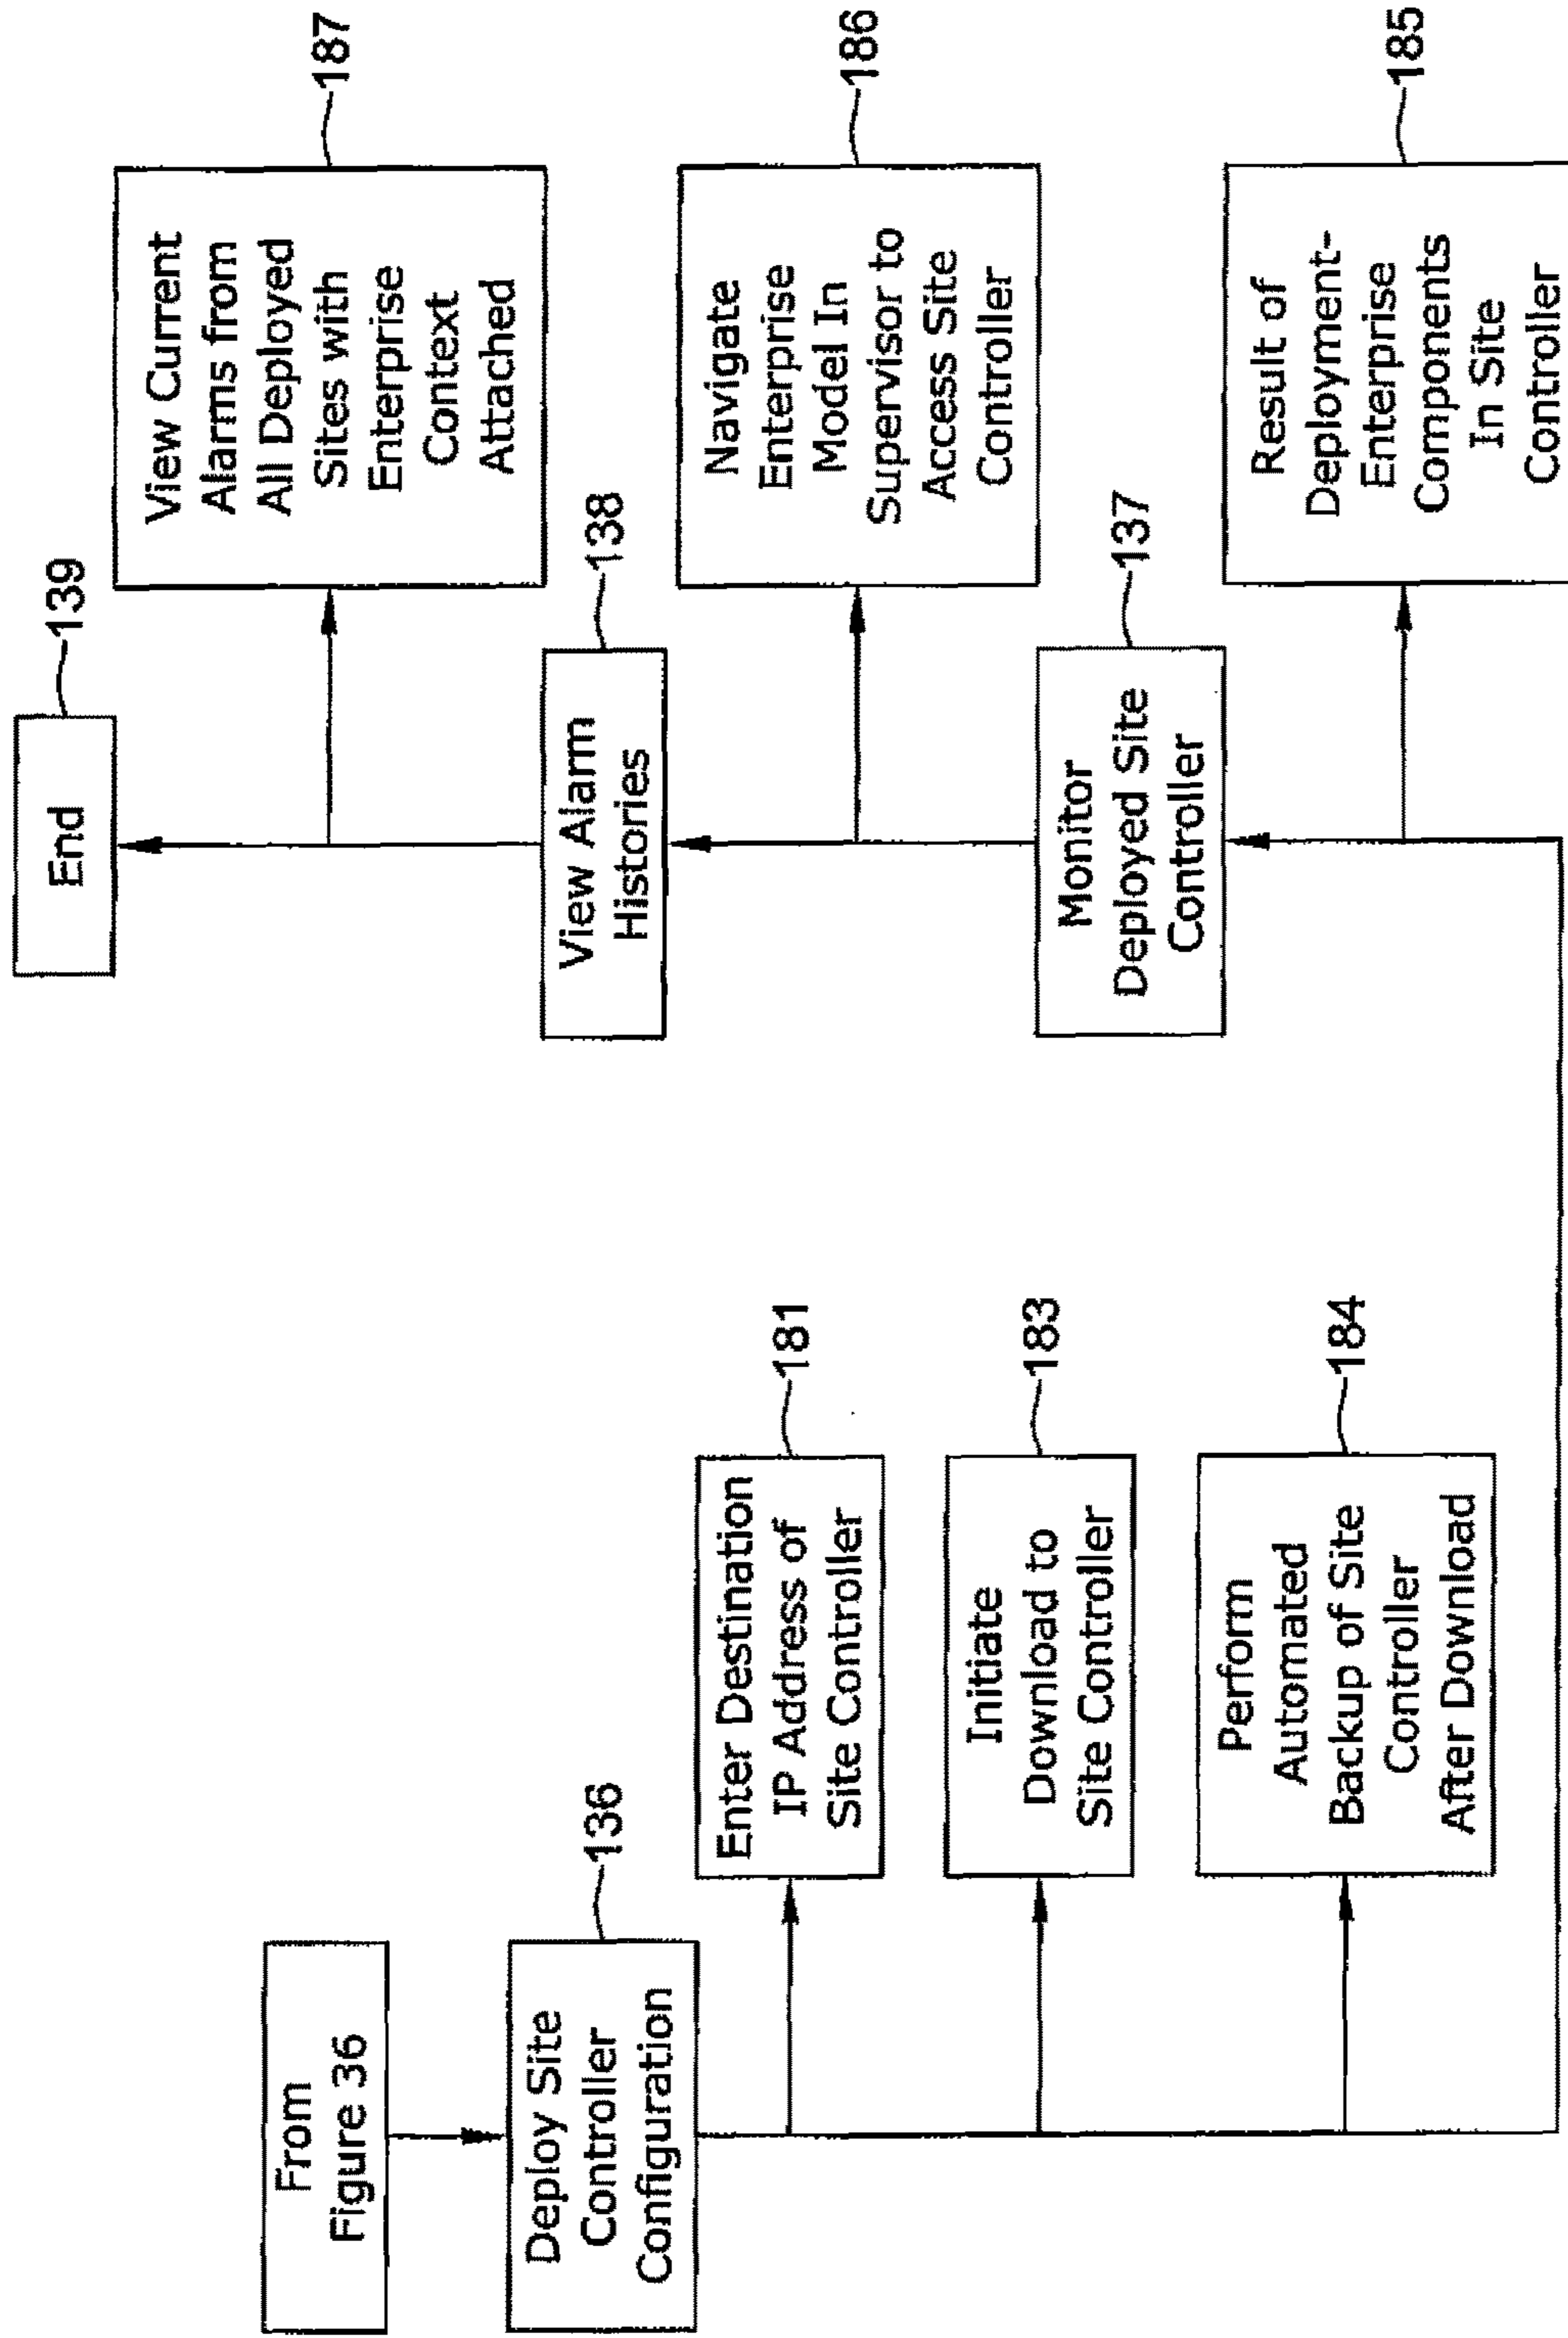 From
Figure 36
Deploy Site
Controller
Configuration
136
Enter Destination
IP Address of
Site Controller
181
Initiate
Download to
Site Controller
183
Perform
Automated
Backup of Site
Controller
After Download
184
End
139
View Current
Alarms from
All Deployed
Sites with
Enterprise
Context
Attached
187
View Alarm
Histories
138
Navigate
Enterprise
Model In
Supervisor to
Access Site
Controller
186
Monitor
Deployed Site
Controller
137
Result of
Deployment-
Enterprise
Components
In Site
Controller
185